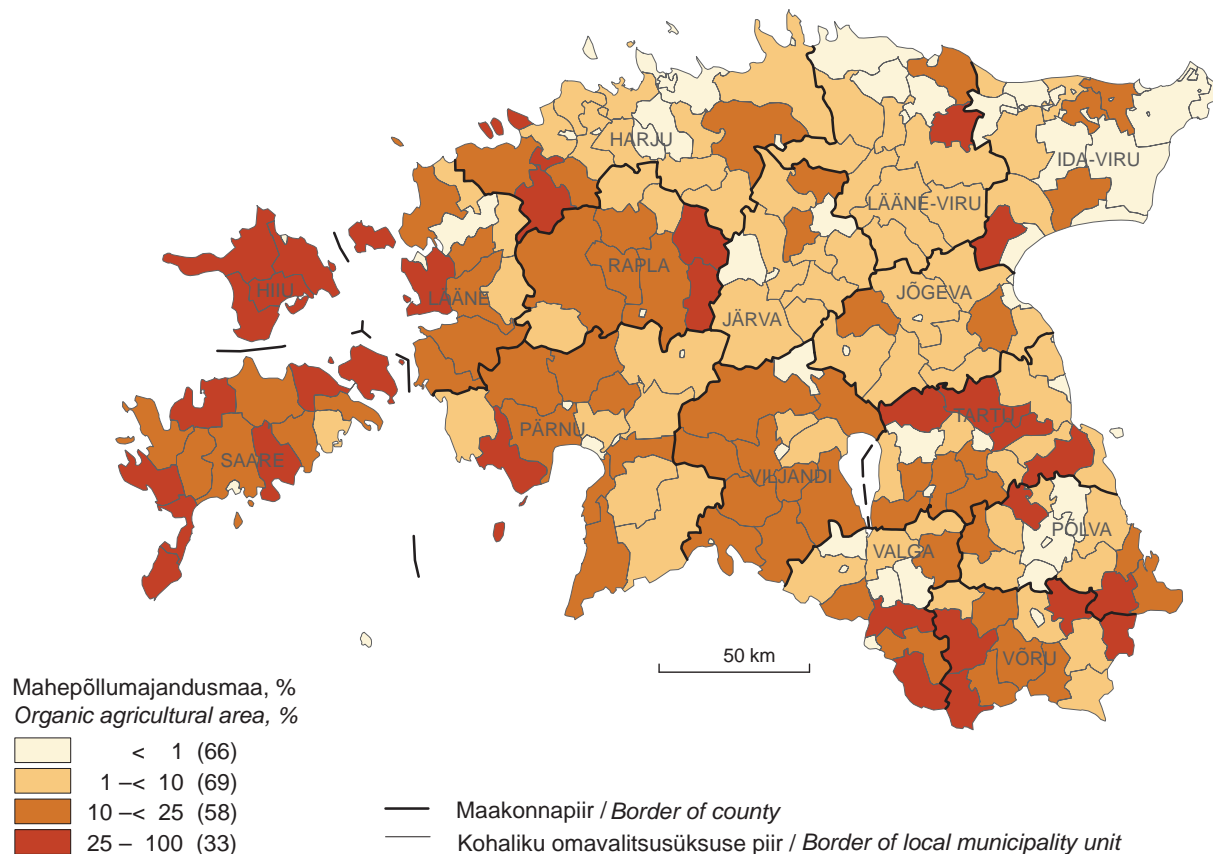 HARJU
IDA-VIRU
LÄÄNE-VIRU
RAPLA
HIIU
LÄÄNE
JÕGEVA
JÄRVA
TARTU
PÄRNU
SAARE
VILJANDI
PÕLVA
VALGA
VÕRU
50 km
Mahepõllumajandusmaa, %
Organic agricultural area, %
< 1 (66)
1 –< 10 (69)
10 –< 25 (58)
25 – 100 (33)
Maakonnapiir / Border of county
Kohaliku omavalitsusüksuse piir / Border of local municipality unit